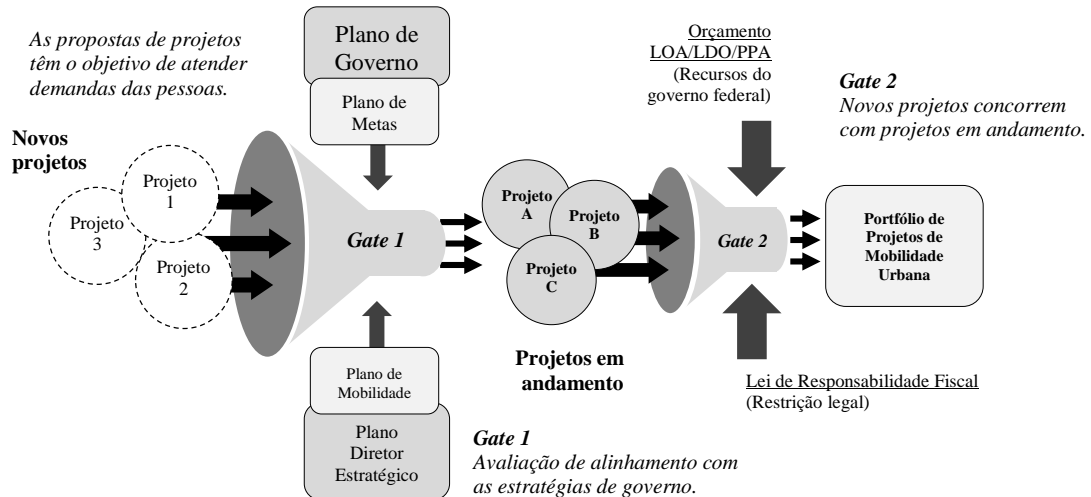 As propostas de projetos
têm o objetivo de atender
demandas das pessoas.
Novos
projetos
Projeto
1
Projeto
3
Projeto
2
Plano de
Governo
Plano de
Metas
Gate 1
Plano de
Mobilidade
Plano
Diretor
Estratégico
Gate 1
Avaliação de alinhamento com
as estratégias de governo.
Projeto
A
Projeto
B
Projeto
C
Projetos em
andamento
Orçamento
LOA/LDO/PPA
(Recursos do
governo federal)
Gate 2
Lei de Responsabilidade Fiscal
(Restrição legal)
Gate 2
Novos projetos concorrem
com projetos em andamento.
Portfólio de
Projetos de
Mobilidade
Urbana